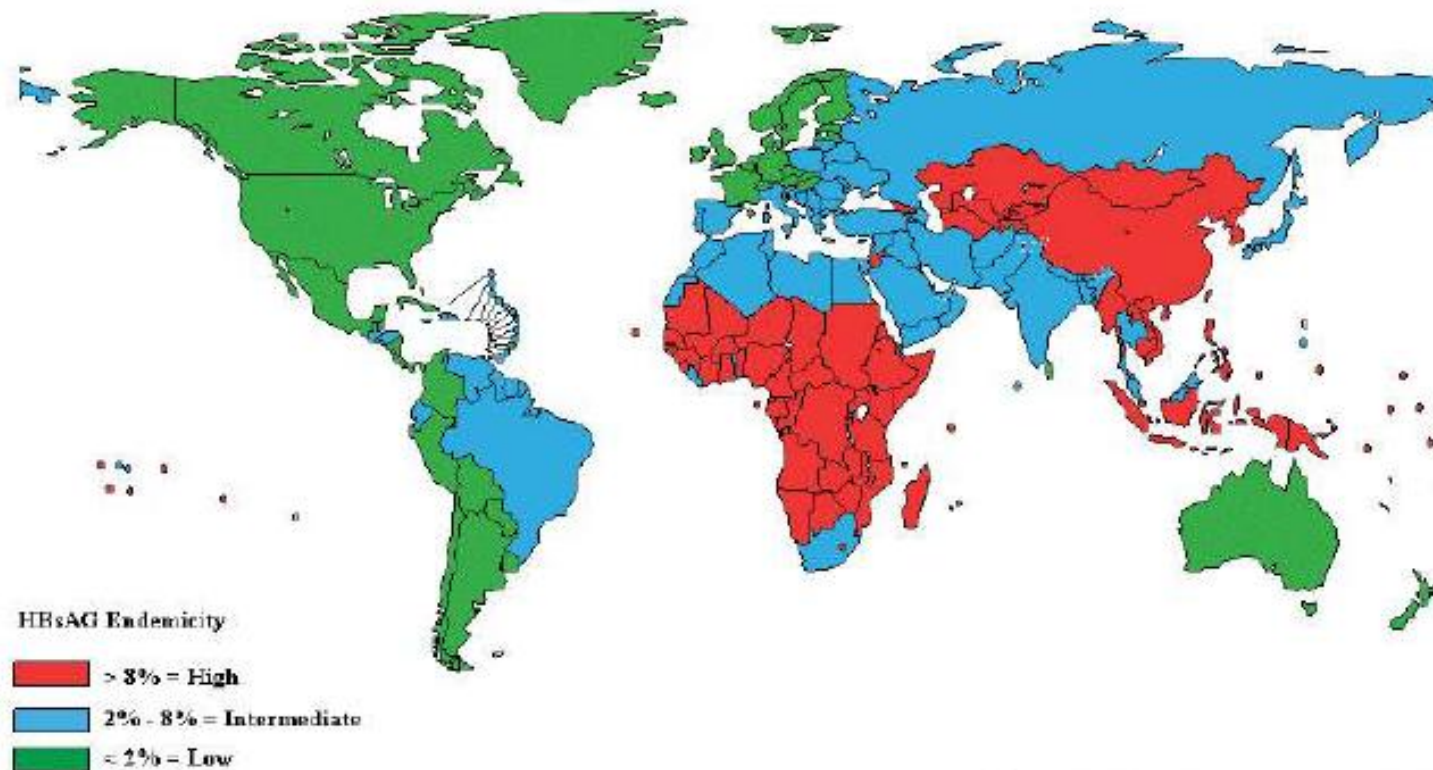 HBsAG Endemicity
> 8% = High
2% - 8% = Intermediate
< 2% = Low